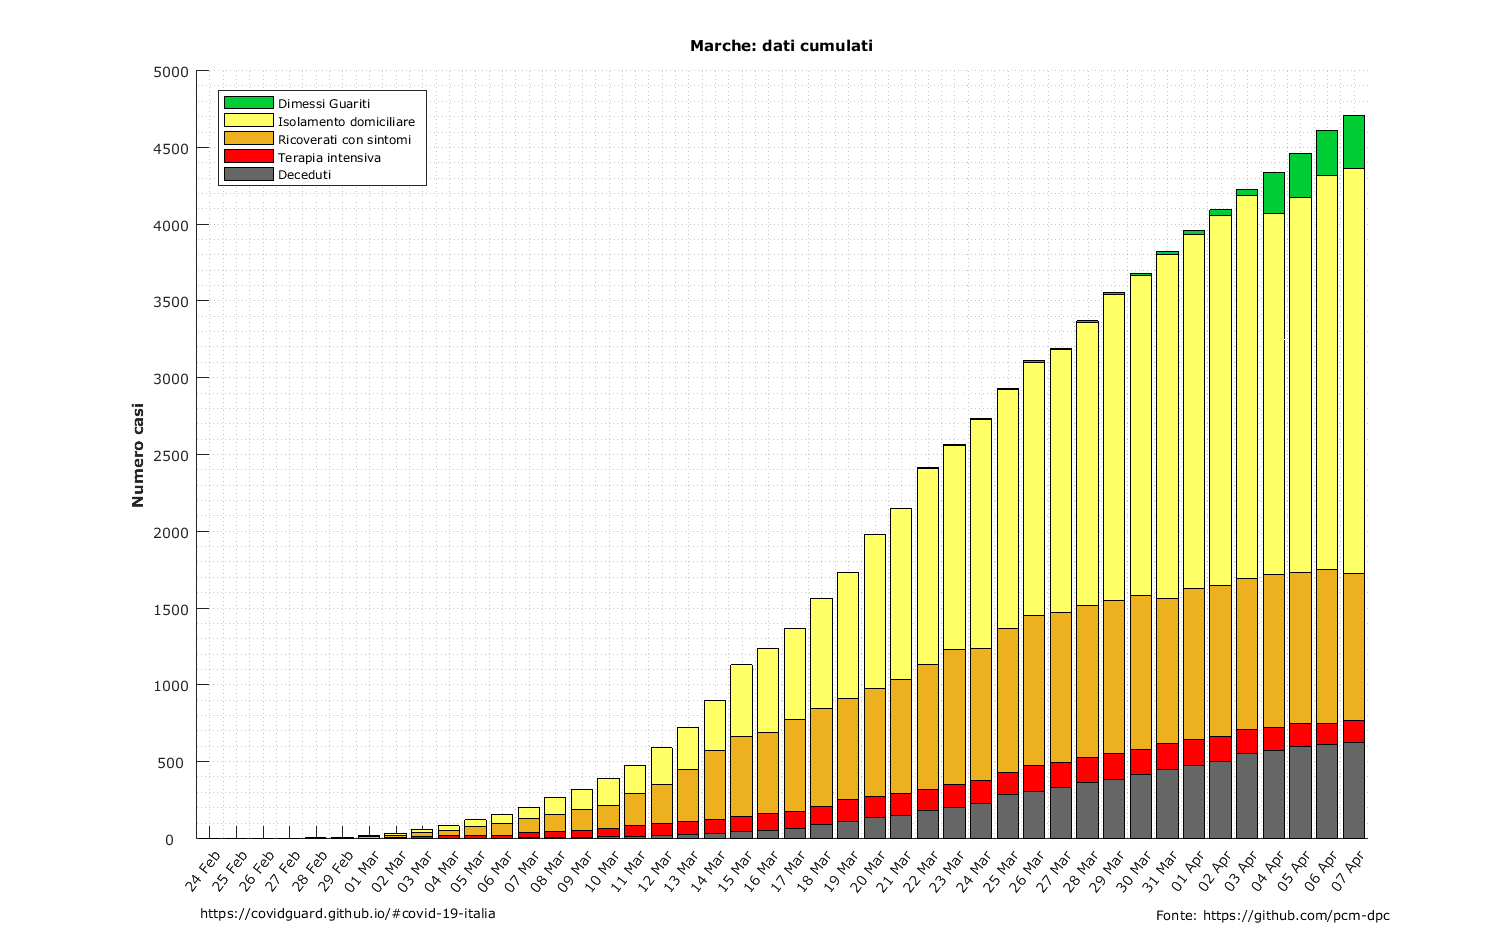 Marche: dati cumulati
5000
4500
4000
3500
3000
2500
2000
1500
1000
500
0
Numero casi
Dimessi Guariti
Isolamento domiciliare
Ricoverati con sintomi
Terapia intensiva
Deceduti
24 Feb
25 Feb
26 Feb
27 Feb
28 Feb
29 Feb
01 Mar
02 Mar
03 Mar
04 Mar
05 Mar
06 Mar
07 Mar
08 Mar
09 Mar
10 Mar
11 Mar
12 Mar
13 Mar
14 Mar
15 Mar
16 Mar
17 Mar
18 Mar
19 Mar
20 Mar
21 Mar
22 Mar
23 Mar
24 Mar
25 Mar
26 Mar
27 Mar
28 Mar
29 Mar
30 Mar
31 Mar
01 Apr
02 Apr
03 Apr
04 Apr
05 Apr
06 Apr
07 Apr
https://covidguard.github.io/#covid-19-italia
Fonte: https://github.com/pcm-dpc